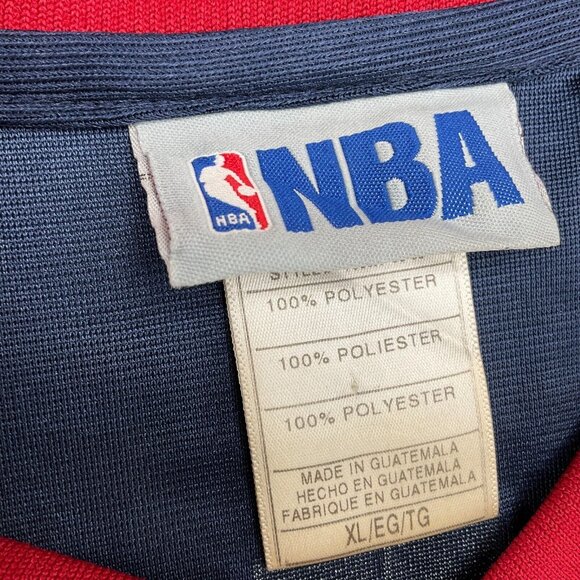 NBA
NBA
100% POLYESTER
100% POLIESTER
100% POLYESTER
MADE IN GUATEMALA
HECHO EN GUATEMALA
FABRIQUE EN GUATEMALA
XL/EG/TG